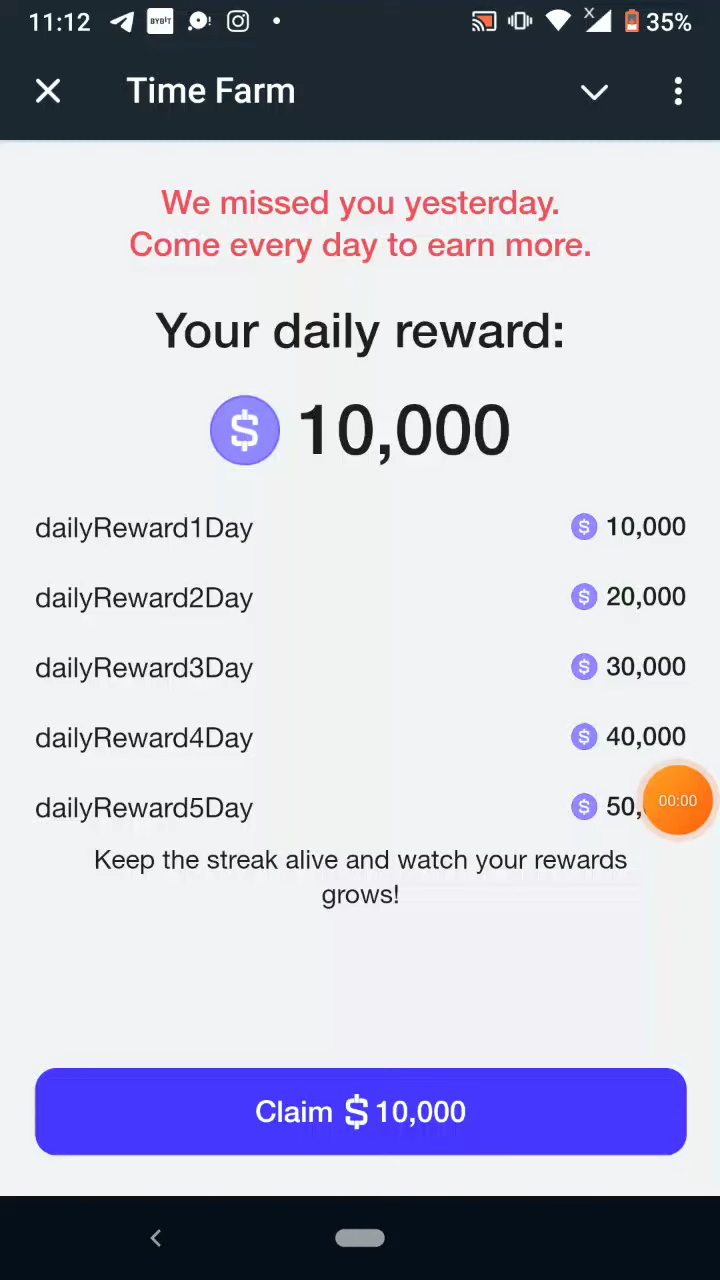 11:12 BYBIT 35%
Time Farm
We missed you yesterday.
Come every day to earn more.
Your daily reward:
$ 10,000
dailyReward1Day $ 10,000
dailyReward2Day $ 20,000
dailyReward3Day $ 30,000
dailyReward4Day $ 40,000
dailyReward5Day $ 50,
00:00
Keep the streak alive and watch your rewards
grows!
Claim $ 10,000